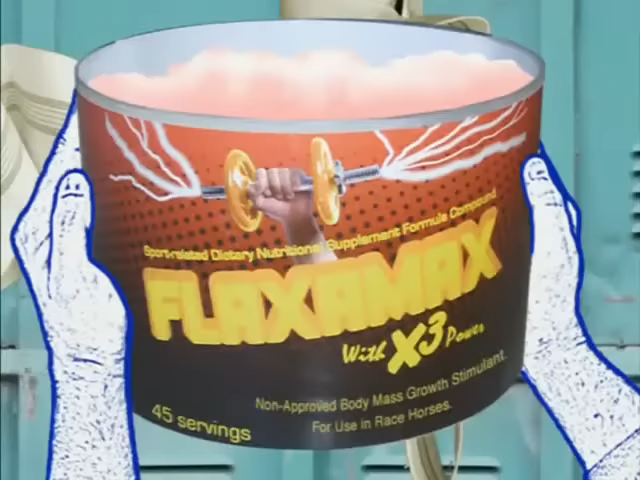 Sport-related Dietary Nutritional Supplement Formula Compound
FLAXAMAX
With X3 Power
Non-Approved Body Mass Growth Stimulant.
For Use in Race Horses.
45 servings